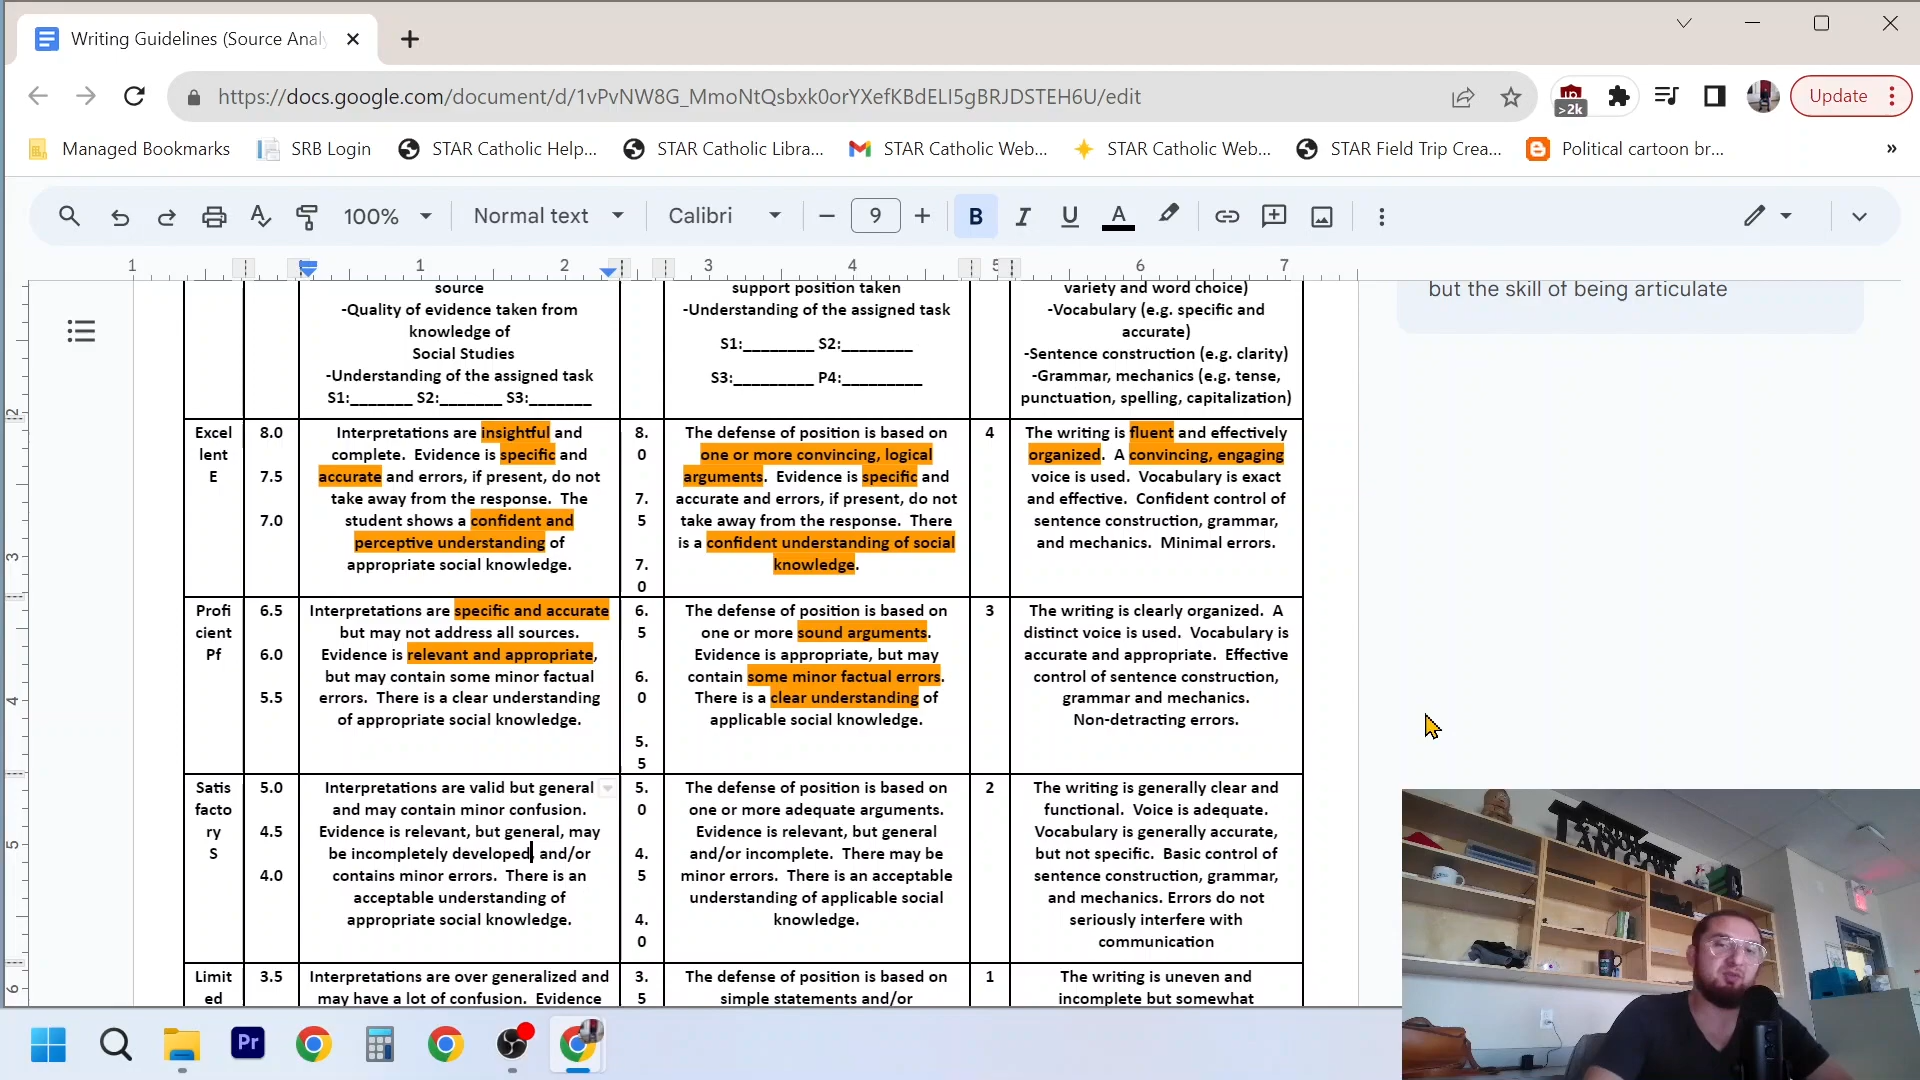 Writing Guidelines (Source Anal
https://docs.google.com/document/d/1vPvNW8G_MmoNtQsbxk0orYXefKBdELI5gBRJDSTEH6U/edit
>2k
Update
Managed Bookmarks
SRB Login
STAR Catholic Help...
STAR Catholic Libra...
STAR Catholic Web...
STAR Catholic Web...
STAR Field Trip Crea...
Political cartoon br...
»
100%
Normal text
Calibri
9
B
I
U
A
1 1 2 3 4 5 6 7
but the skill of being articulate
source
-Quality of evidence taken from
knowledge of
Social Studies
-Understanding of the assigned task
S1:_______ S2:_______ S3:_______
support position taken
-Understanding of the assigned task
S1:________ S2:________
S3:_________ P4:_________
variety and word choice)
-Vocabulary (e.g. specific and
accurate)
-Sentence construction (e.g. clarity)
-Grammar, mechanics (e.g. tense,
punctuation, spelling, capitalization)
Excel
lent
E
8.0
7.5
7.0
Interpretations are insightful and
complete. Evidence is specific and
accurate and errors, if present, do not
take away from the response. The
student shows a confident and
perceptive understanding of
appropriate social knowledge.
8.
0
7.
5
7.
0
The defense of position is based on
one or more convincing, logical
arguments. Evidence is specific and
accurate and errors, if present, do not
take away from the response. There
is a confident understanding of social
knowledge.
4
The writing is fluent and effectively
organized. A convincing, engaging
voice is used. Vocabulary is exact
and effective. Confident control of
sentence construction, grammar,
and mechanics. Minimal errors.
Profi
cient
Pf
6.5
6.0
5.5
Interpretations are specific and accurate
but may not address all sources.
Evidence is relevant and appropriate,
but may contain some minor factual
errors. There is a clear understanding
of appropriate social knowledge.
6.
5
6.
0
5.
5
The defense of position is based on
one or more sound arguments.
Evidence is appropriate, but may
contain some minor factual errors.
There is a clear understanding of
applicable social knowledge.
3
The writing is clearly organized. A
distinct voice is used. Vocabulary is
accurate and appropriate. Effective
control of sentence construction,
grammar and mechanics.
Non-detracting errors.
Satis
facto
ry
S
5.0
4.5
4.0
Interpretations are valid but general
and may contain minor confusion.
Evidence is relevant, but general, may
be incompletely developed, and/or
contains minor errors. There is an
acceptable understanding of
appropriate social knowledge.
5.
0
4.
5
4.
0
The defense of position is based on
one or more adequate arguments.
Evidence is relevant, but general
and/or incomplete. There may be
minor errors. There is an acceptable
understanding of applicable social
knowledge.
2
The writing is generally clear and
functional. Voice is adequate.
Vocabulary is generally accurate,
but not specific. Basic control of
sentence construction, grammar,
and mechanics. Errors do not
seriously interfere with
communication
Limit
ed
3.5
Interpretations are over generalized and
may have a lot of confusion. Evidence
3.
5
The defense of position is based on
simple statements and/or
1
The writing is uneven and
incomplete but somewhat
2
3
4
5
6
Pr